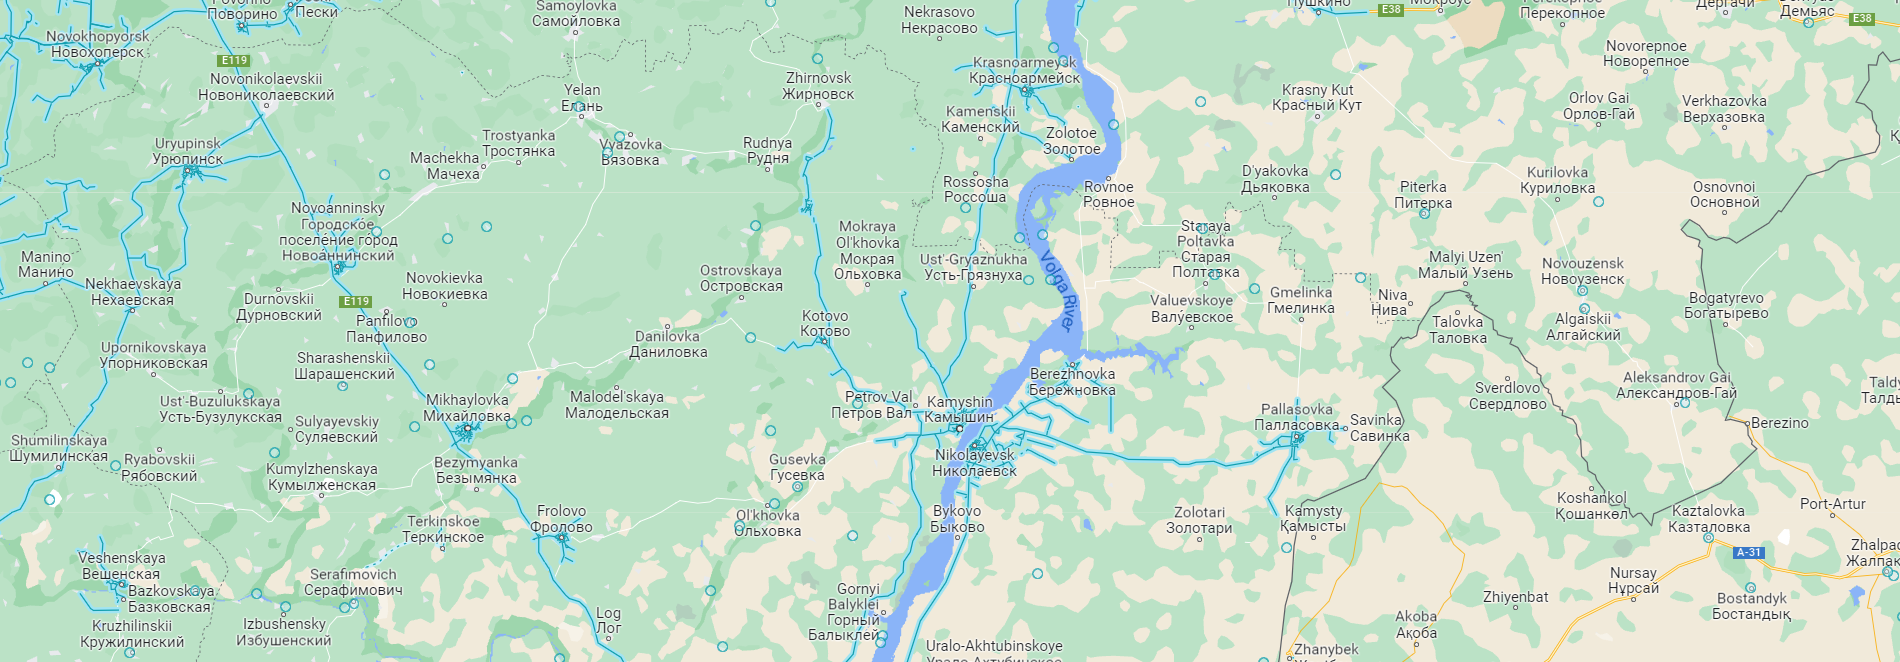 Povorino
Поворино
Пески
Samoylovka
Самойловка
Nekrasovo
Некрасово
Пушкино
E38
Мокроус
Перекопное
Дергачи
Демьяс
E38
Novokhopyorsk
Новохоперск
E119
Novonikolaevskii
Новониколаевский
Yelan
Елань
Zhirnovsk
Жирновск
Krasnoarmeysk
Красноармейск
Kamenskii
Каменский
Zolotoe
Золотое
Krasny Kut
Красный Кут
Novorepnoe
Новорепное
Orlov Gai
Орлов-Гай
Verkhazovka
Верхазовка
Uryupinsk
Урюпинск
Machekha
Мачеха
Trostyanka
Тростянка
Vyazovka
Вязовка
Rudnya
Рудня
Rossosha
Россоша
Rovnoe
Ровное
D'yakovka
Дьяковка
Piterka
Питерка
Kurilovka
Куриловка
Osnovnoi
Основной
Novoanninsky
Городское
поселение город
Новоаннинский
Manino
Манино
Nekhaevskaya
Нехаевская
Durnovskii
Дурновский
E119
Panfilovo
Панфилово
Novokievka
Новокиевка
Ostrovskaya
Островская
Mokraya
Ol'khovka
Мокрая
Ольховка
Ust'-Gryaznukha
Усть-Грязнуха
Volga River
Staraya
Poltavka
Старая
Полтавка
Valuevskoye
Валуевское
Gmelinka
Гмелинка
Niva
Нива
Malyi Uzen'
Малый Узень
Novouzensk
Новоузенск
Algaiskii
Алгайский
Talovka
Таловка
Bogatyrevo
Богатырево
Upornikovskaya
Упорниковская
Sharashenskii
Шарашенский
Danilovka
Даниловка
Kotovo
Котово
Ust'-Buzulukskaya
Усть-Бузулукская
Sulyayevskiy
Суляевский
Mikhaylovka
Михайловка
Malodel'skaya
Малодельская
Petrov Val
Петров Вал
Kamyshin
Камышин
Berezhnovka
Бережновка
Nikolayevsk
Николаевск
Pallasovka
Палласовка
Savinka
Савинка
Sverdlovo
Свердлово
Aleksandrov Gai
Александров-Гай
Berezino
Shumilinskaya
Шумилинская
Ryabovskii
Рябовский
Kumylzhenskaya
Кумылженская
Bezymyanka
Безымянка
Gusevka
Гусевка
Frolovo
Фролово
Terkinskoe
Теркинское
Ol'khovka
Ольховка
Bykovo
Быково
Zolotari
Золотари
Kamysty
Қамысты
Koshankol
Қошанкөл
Kaztalovka
Казталовка
Port-Artur
A-31
Veshenskaya
Вешенская
Bazkovskaya
Базковская
Kruzhilinskii
Кружилинский
Serafimovich
Серафимович
Izbushensky
Избушенский
Log
Лог
Gornyi
Balyklei
Горный
Балыклей
Uralo-Akhtubinskoye
Zhanybek
Akoba
Ақоба
Zhiyenbat
Nursay
Нұрсай
Bostandyk
Бостандық